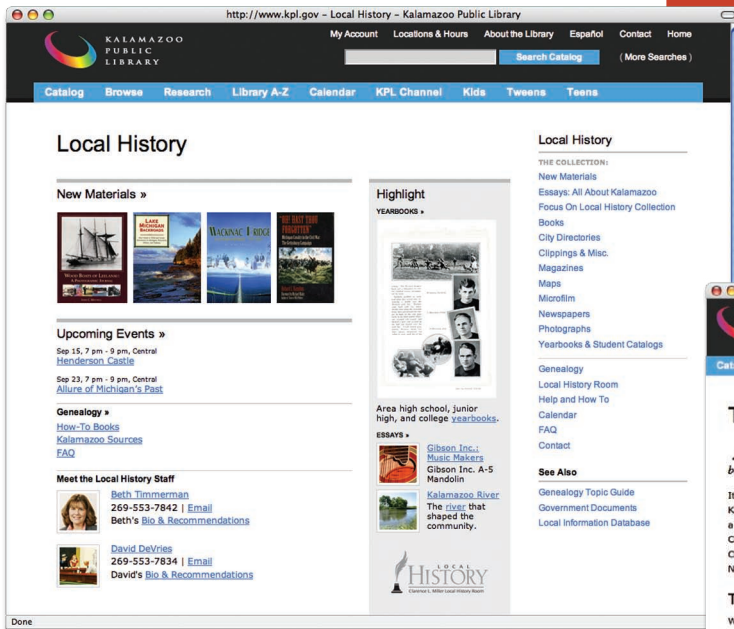 http://www.kpl.gov – Local History – Kalamazoo Public Library
KALAMAZOO
PUBLIC
LIBRARY
My Account Locations & Hours About the Library Español Contact Home
Search Catalog ( More Searches )
Catalog Browse Research Library A-Z Calendar KPL Channel Kids Tweens Teens
Local History
New Materials »
LAKE
MICHIGAN
BACKROADS
Upcoming Events »
Sep 15, 7 pm - 9 pm, Central
Henderson Castle
Sep 23, 7 pm - 9 pm, Central
Allure of Michigan's Past
Genealogy »
How-To Books
Kalamazoo Sources
FAQ
Meet the Local History Staff
Beth Timmerman
269-553-7842 | Email
Beth's Bio & Recommendations
David DeVries
269-553-7834 | Email
David's Bio & Recommendations
Highlight
YEARBOOKS »
Area high school, junior
high, and college yearbooks.
ESSAYS »
Gibson Inc.:
Music Makers
Gibson Inc. A-5
Mandolin
Kalamazoo River
The river that
shaped the
community.
LOCAL
HISTORY
Clarence L. Miller Local History Room
Local History
THE COLLECTION:
New Materials
Essays: All About Kalamazoo
Focus On Local History Collection
Books
City Directories
Clippings & Misc.
Magazines
Maps
Microfilm
Newspapers
Photographs
Yearbooks & Student Catalogs
Genealogy
Local History Room
Help and How To
Calendar
FAQ
Contact
See Also
Genealogy Topic Guide
Government Documents
Local Information Database
Done